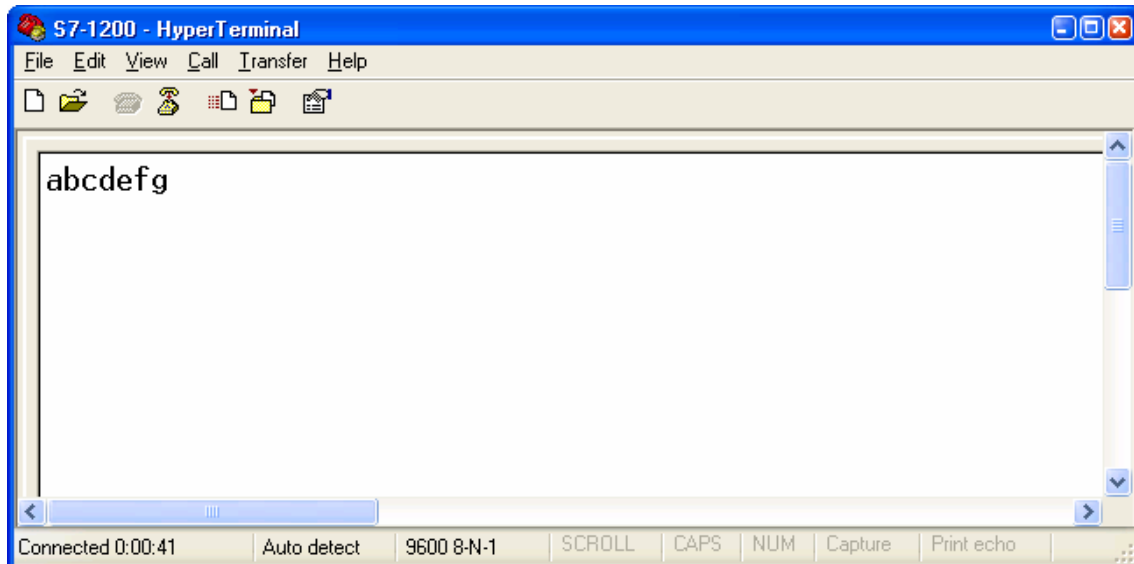 S7-1200 - HyperTerminal
File Edit View Call Transfer Help
abcdefg
Connected 0:00:41 Auto detect 9600 8-N-1 SCROLL CAPS NUM Capture Print echo